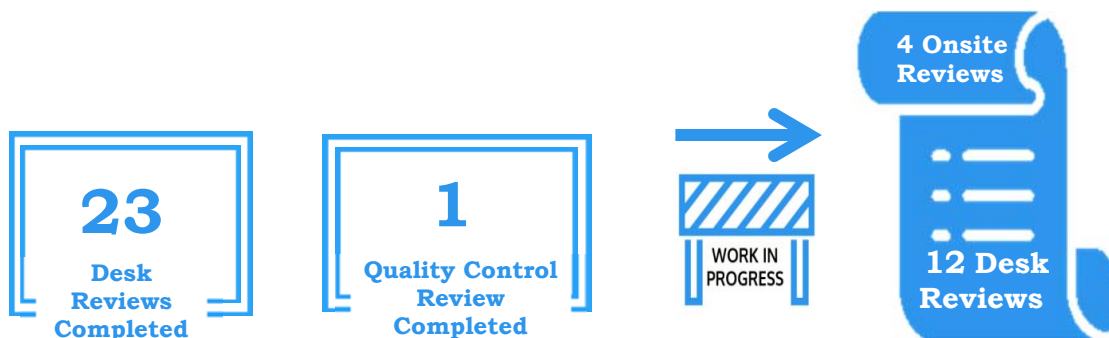 23
Desk
Reviews
Completed
1
Quality Control
Review
Completed
WORK IN
PROGRESS
4 Onsite
Reviews
12 Desk
Reviews